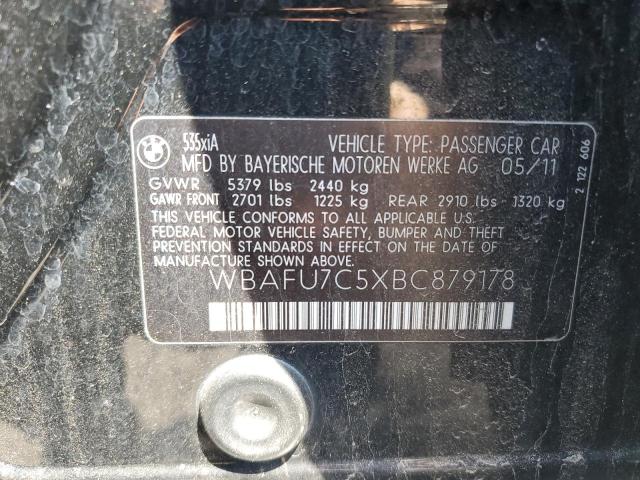 535xiA
VEHICLE TYPE: PASSENGER CAR
MFD BY BAYERISCHE MOTOREN WERKE AG 05/11
GVWR 5379 lbs 2440 kg
GAWR FRONT 2701 lbs 1225 kg REAR 2910 lbs 1320 kg
THIS VEHICLE CONFORMS TO ALL APPLICABLE U.S.
FEDERAL MOTOR VEHICLE SAFETY, BUMPER AND THEFT
PREVENTION STANDARDS IN EFFECT ON THE DATE OF
MANUFACTURE SHOWN ABOVE.
WBAFU7C5XBC879178
2 122 606